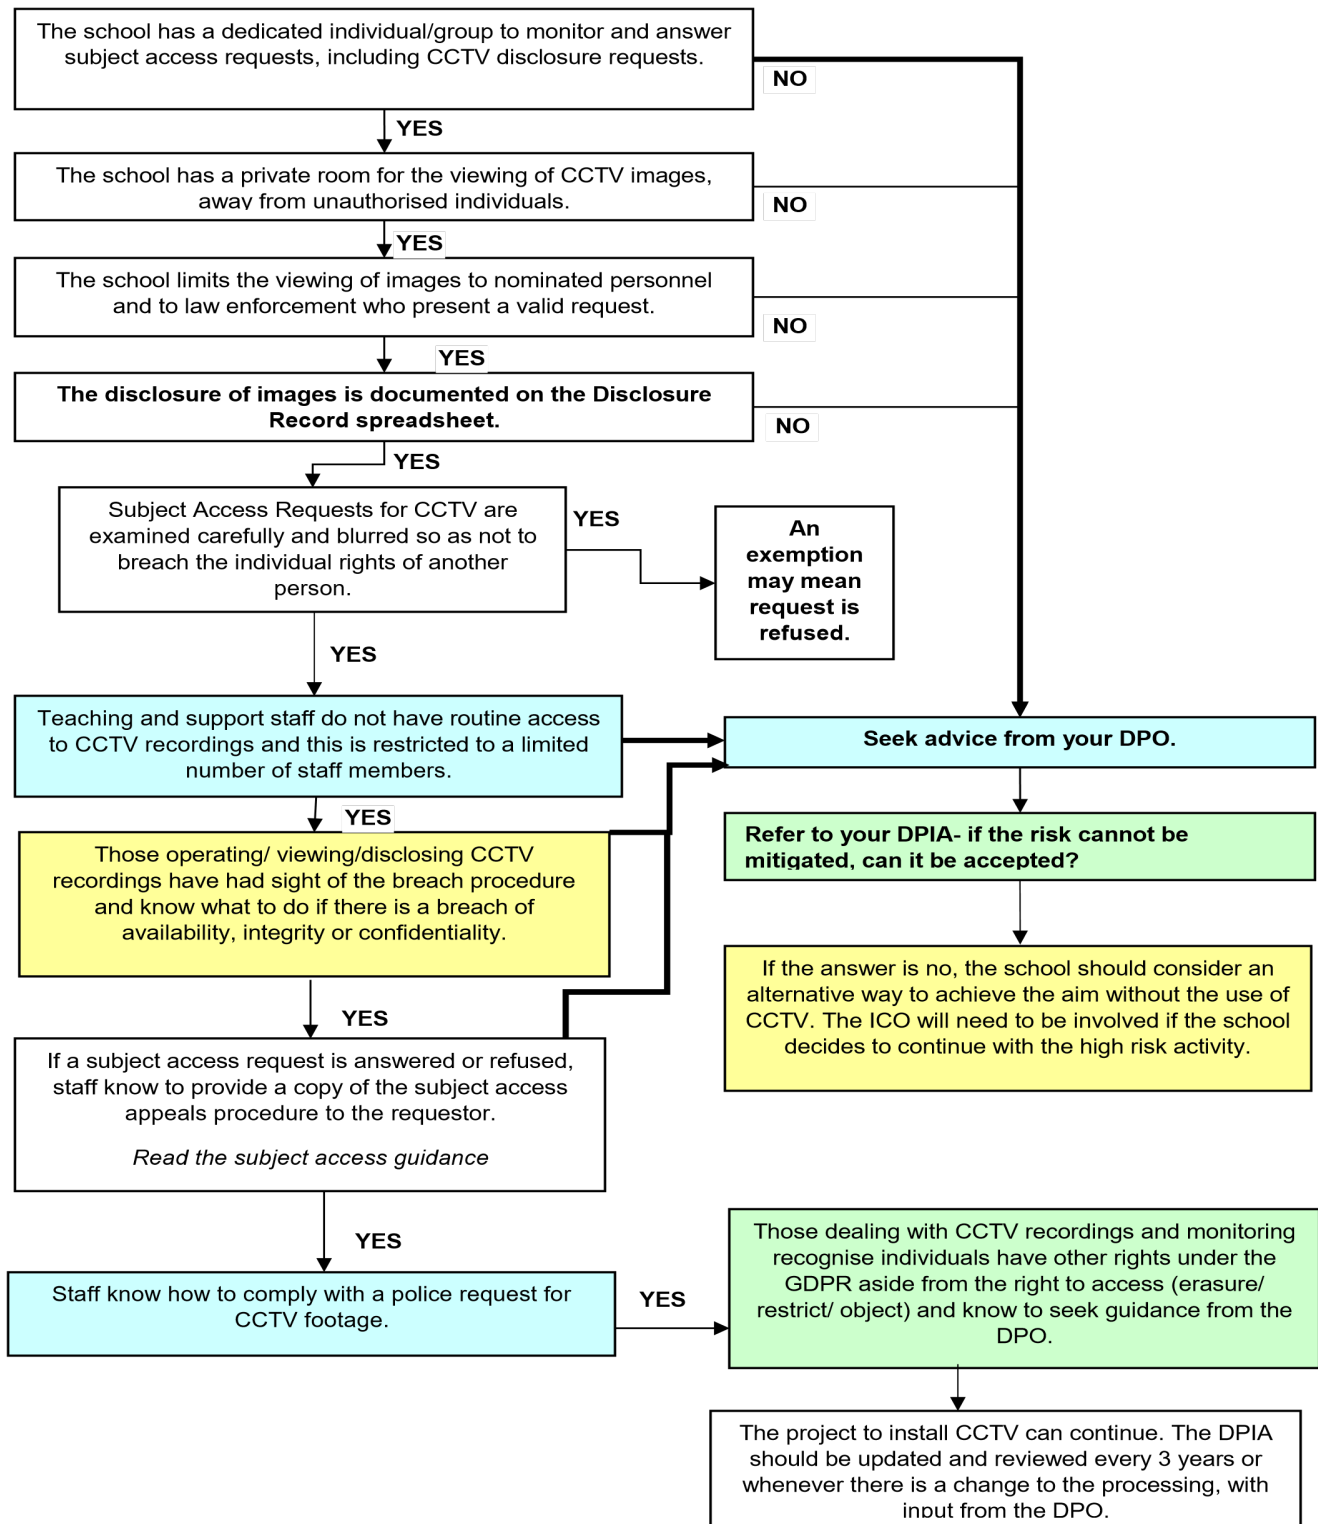 The school has a dedicated individual/group to monitor and answer
subject access requests, including CCTV disclosure requests.
NO
YES
The school has a private room for the viewing of CCTV images,
away from unauthorised individuals.
NO
YES
The school limits the viewing of images to nominated personnel
and to law enforcement who present a valid request.
NO
YES
The disclosure of images is documented on the Disclosure
Record spreadsheet.
NO
YES
Subject Access Requests for CCTV are
examined carefully and blurred so as not to
breach the individual rights of another
person.
YES
An
exemption
may mean
request is
refused.
YES
Teaching and support staff do not have routine access
to CCTV recordings and this is restricted to a limited
number of staff members.
Seek advice from your DPO.
YES
Refer to your DPIA- if the risk cannot be
mitigated, can it be accepted?
Those operating/ viewing/disclosing CCTV
recordings have had sight of the breach procedure
and know what to do if there is a breach of
availability, integrity or confidentiality.
If the answer is no, the school should consider an
alternative way to achieve the aim without the use of
CCTV. The ICO will need to be involved if the school
decides to continue with the high risk activity.
YES
If a subject access request is answered or refused,
staff know to provide a copy of the subject access
appeals procedure to the requestor.
Read the subject access guidance
YES
Staff know how to comply with a police request for
CCTV footage.
YES
Those dealing with CCTV recordings and monitoring
recognise individuals have other rights under the
GDPR aside from the right to access (erasure/
restrict/ object) and know to seek guidance from the
DPO.
The project to install CCTV can continue. The DPIA
should be updated and reviewed every 3 years or
whenever there is a change to the processing, with
input from the DPO.